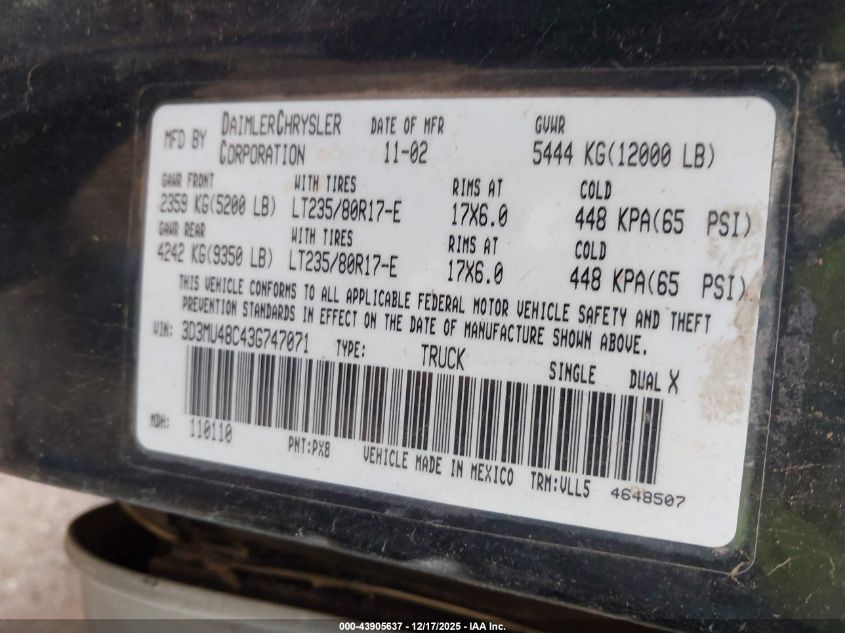 MFD BY DAIMLERCHRYSLER CORPORATION DATE OF MFR 11-02 GVWR 5444 KG(12000 LB)
GAWR FRONT WITH TIRES RIMS AT COLD
2359 KG(5200 LB) LT235/80R17-E 17X6.0 448 KPA(65 PSI)
GAWR REAR WITH TIRES RIMS AT COLD
4242 KG(9350 LB) LT235/80R17-E 17X6.0 448 KPA(65 PSI)
THIS VEHICLE CONFORMS TO ALL APPLICABLE FEDERAL MOTOR VEHICLE SAFETY AND THEFT
PREVENTION STANDARDS IN EFFECT ON THE DATE OF MANUFACTURE SHOWN ABOVE.
VIN: 3D3MU48C43G747071 TYPE: TRUCK SINGLE DUAL X
MDH: 110110
PNT:PX8 VEHICLE MADE IN MEXICO TRM:VLL5 4648507
000-43905637 - 12/17/2025 - IAA Inc.